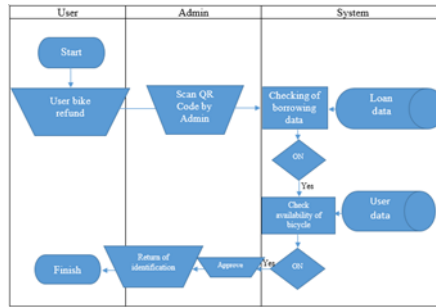 User
Admin
System
Start
User bike
refund
Scan QR
Code by
Admin
Checking of
borrowing
data
Loan
data
ON
Yes
Check
availability of
bicycle
User
data
ON
Yes
Approva
Return of
identification
Finish